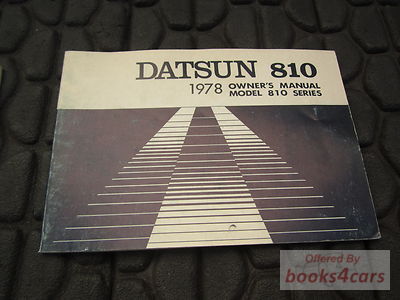 DATSUN 810
1978 OWNER'S MANUAL
MODEL 810 SERIES
Offered By
books4cars